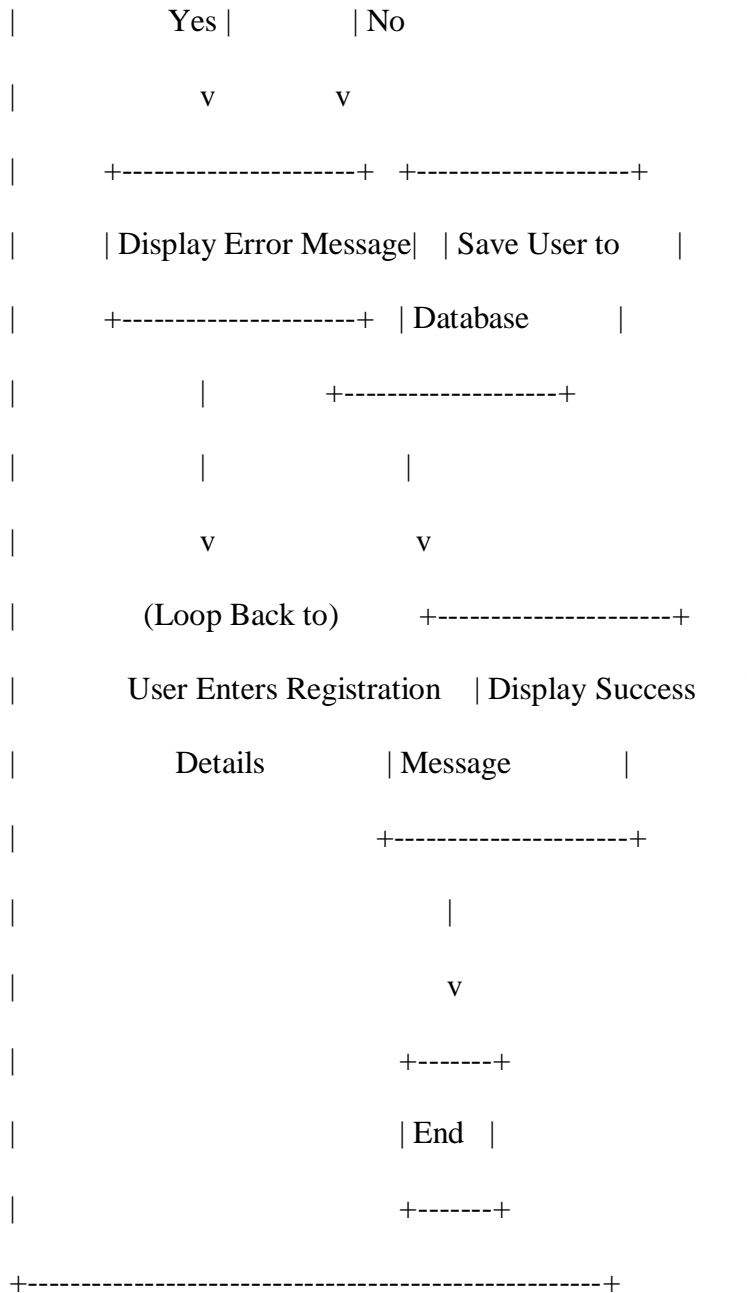 |                    Yes |                | No
|                        v                v
|            +----------------------+   +--------------------+
|            | Display Error Message|   | Save User to       |
|            +----------------------+   | Database           |
|                        |                +--------------------+
|                        |                          |
|                        v                          v
|                 (Loop Back to)          +----------------------+
|               User Enters Registration    | Display Success
|                     Details                | Message              |
|                                              +----------------------+
|                                                        |
|                                                        v
|                                                  +-------+
|                                                  | End   |
|                                                  +-------+
+------------------------------------------------------+